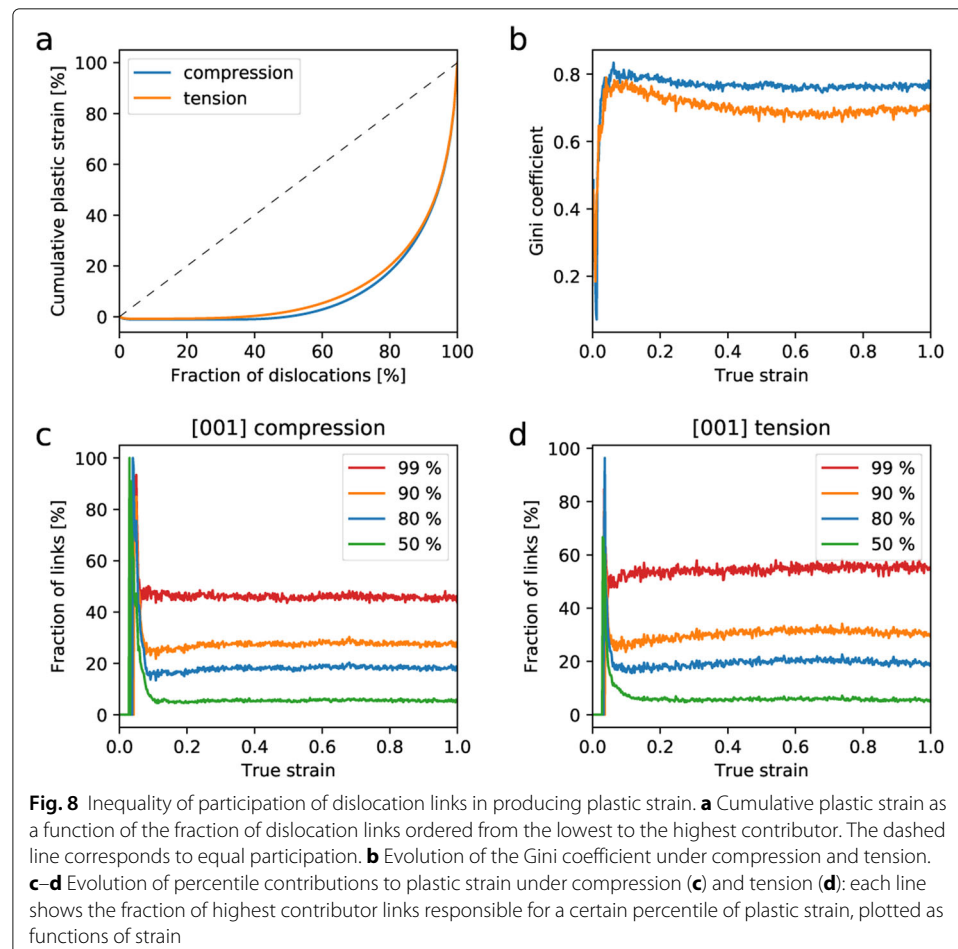 a
compression
tension
Cumulative plastic strain [%]
100
80
60
40
20
0
0 20 40 60 80 100
Fraction of dislocations [%]
b
Gini coefficient
0.8
0.6
0.4
0.2
0.0 0.2 0.4 0.6 0.8 1.0
True strain
c
[001] compression
Fraction of links [%]
100
80
60
40
20
0
99 %
90 %
80 %
50 %
0.0 0.2 0.4 0.6 0.8 1.0
True strain
d
[001] tension
Fraction of links [%]
100
80
60
40
20
0
99 %
90 %
80 %
50 %
0.0 0.2 0.4 0.6 0.8 1.0
True strain
Fig. 8 Inequality of participation of dislocation links in producing plastic strain. a Cumulative plastic strain as
a function of the fraction of dislocation links ordered from the lowest to the highest contributor. The dashed
line corresponds to equal participation. b Evolution of the Gini coefficient under compression and tension.
c–d Evolution of percentile contributions to plastic strain under compression (c) and tension (d): each line
shows the fraction of highest contributor links responsible for a certain percentile of plastic strain, plotted as
functions of strain